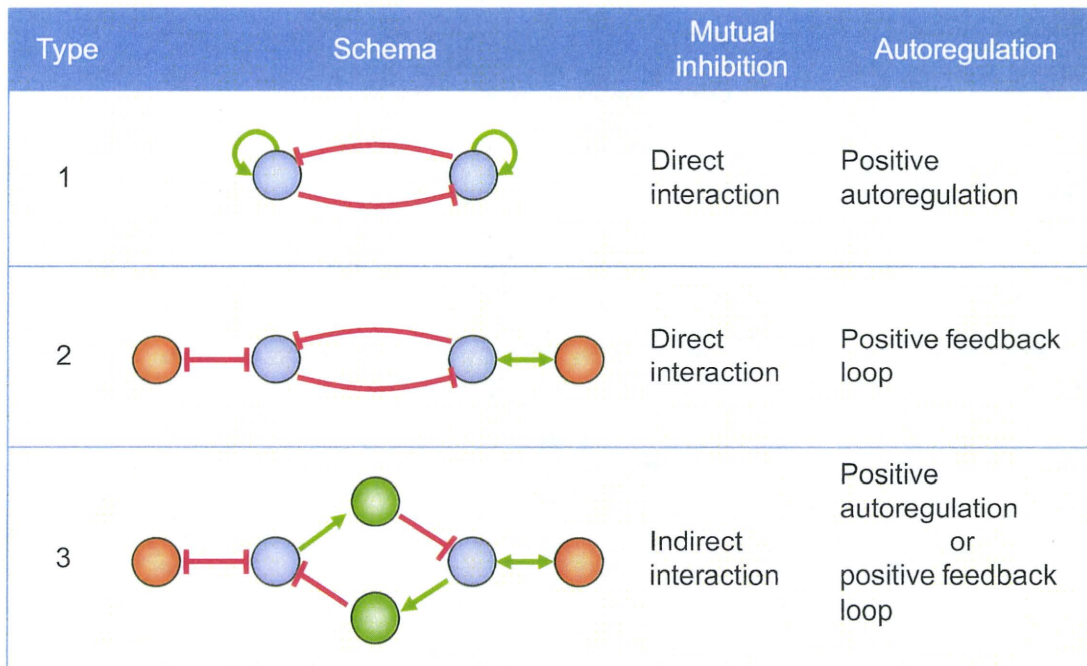 Type
Schema
Mutual
inhibition
Autoregulation
1
Direct
interaction
Positive
autoregulation
2
Direct
interaction
Positive feedback
loop
3
Indirect
interaction
Positive
autoregulation
or
positive feedback
loop